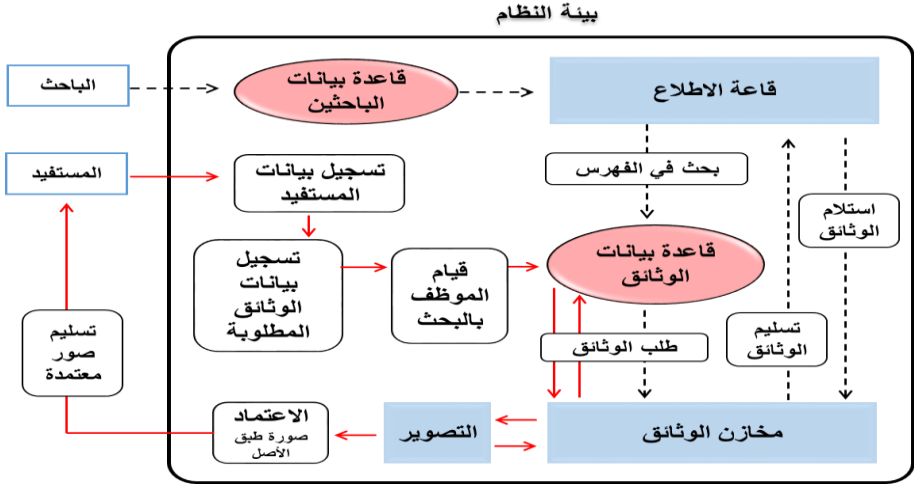 بيئة النظام
الباحث
قاعدة بيانات
الباحثين
قاعة الاطلاع
المستفيد
تسجيل بيانات
المستفيد
بحث في الفهرس
استلام
الوثائق
تسجيل
بيانات
الوثائق
المطلوبة
قيام
الموظف
بالبحث
قاعدة بيانات
الوثائق
تسليم
صور
معتمدة
طلب الوثائق
تسليم
الوثائق
الاعتماد
صورة طبق
الأصل
التصوير
مخازن الوثائق